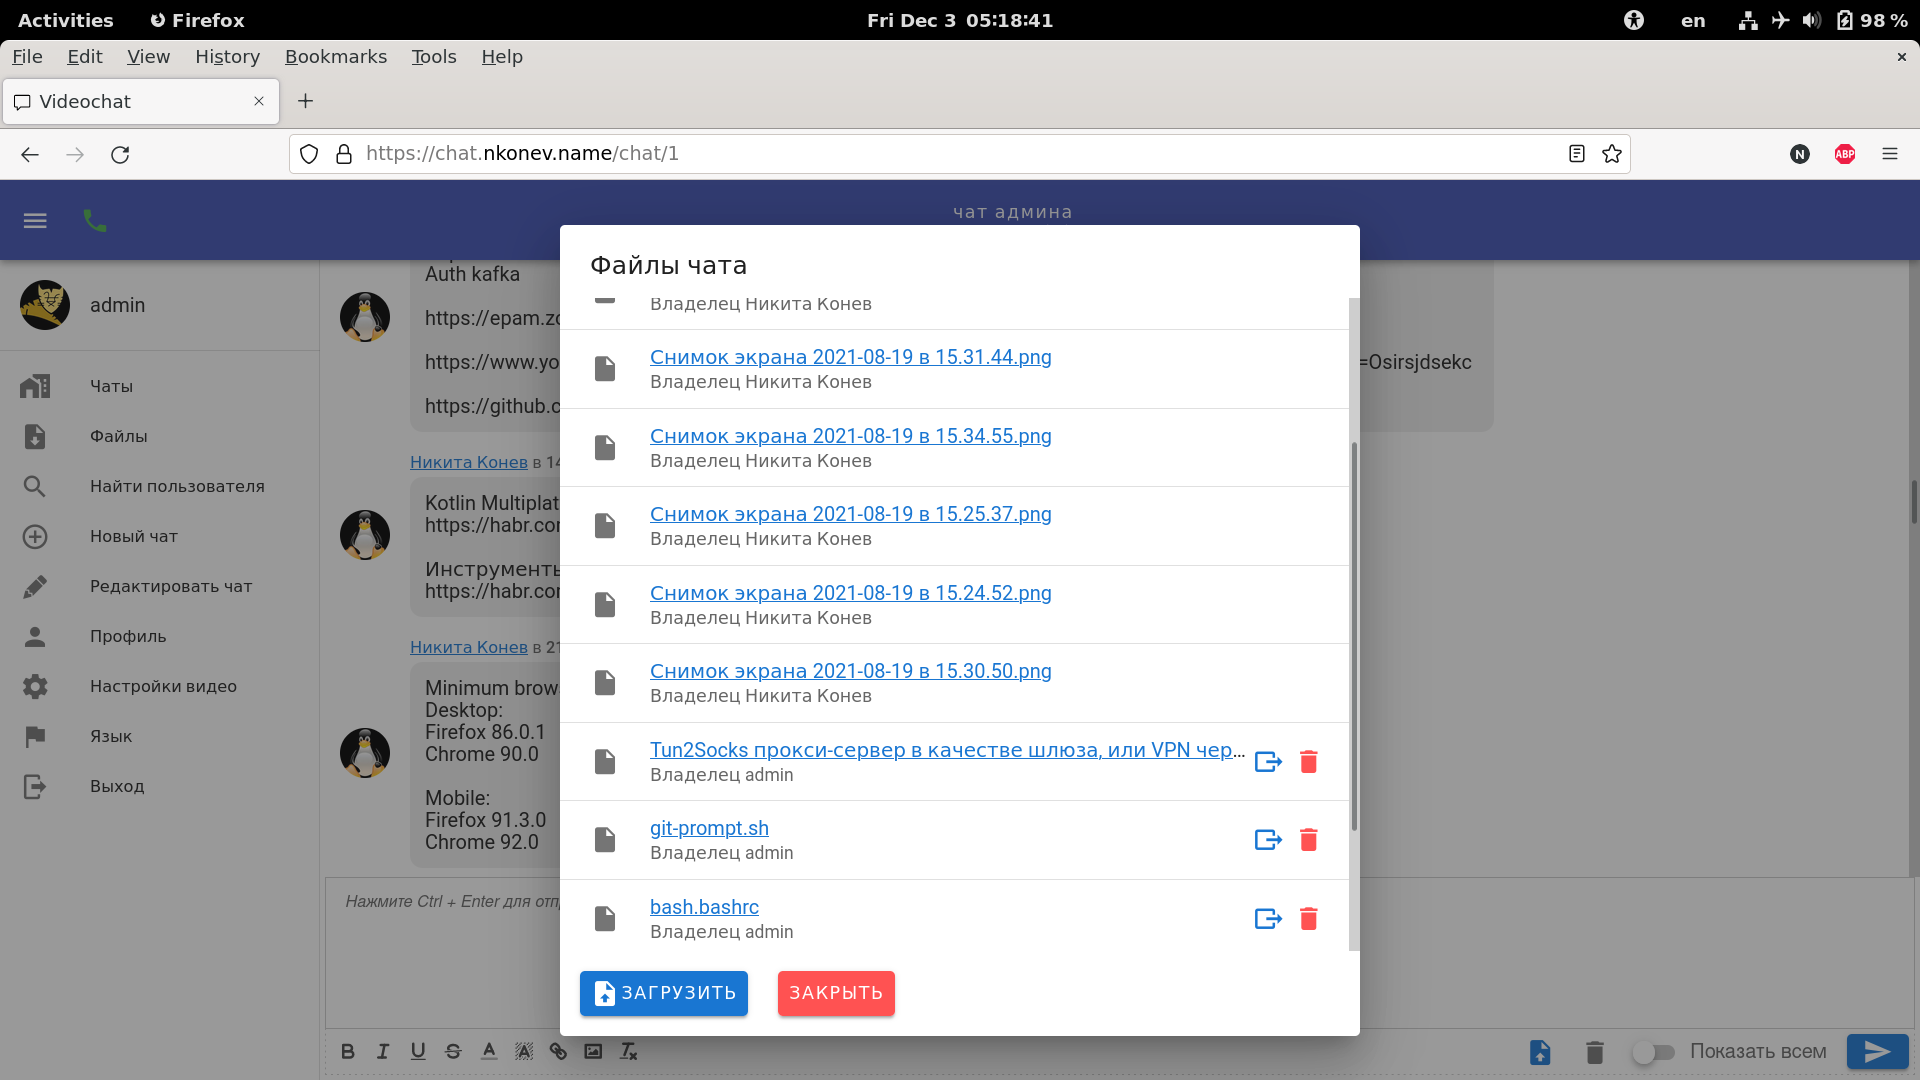 Activities
Firefox
Fri Dec 3 05:18:41
en
98 %
File Edit View History Bookmarks Tools Help
Videochat
https://chat.nkonev.name/chat/1
N
ABP
чат админа
admin
Чаты
Файлы
Найти пользователя
Новый чат
Редактировать чат
Профиль
Настройки видео
Язык
Выход
Auth kafka
https://epam.zo
https://www.yo
=Osirsjdsekc
https://github.c
Никита Конев в 14
Kotlin Multiplat
https://habr.cor
Инструменты
https://habr.cor
Никита Конев в 21
Minimum brow
Desktop:
Firefox 86.0.1
Chrome 90.0
Mobile:
Firefox 91.3.0
Chrome 92.0
Файлы чата
Владелец Никита Конев
Снимок экрана 2021-08-19 в 15.31.44.png
Владелец Никита Конев
Снимок экрана 2021-08-19 в 15.34.55.png
Владелец Никита Конев
Снимок экрана 2021-08-19 в 15.25.37.png
Владелец Никита Конев
Снимок экрана 2021-08-19 в 15.24.52.png
Владелец Никита Конев
Снимок экрана 2021-08-19 в 15.30.50.png
Владелец Никита Конев
Tun2Socks прокси-сервер в качестве шлюза, или VPN чер...
Владелец admin
git-prompt.sh
Владелец admin
bash.bashrc
Владелец admin
ЗАГРУЗИТЬ
ЗАКРЫТЬ
Нажмите Ctrl + Enter для отп
Показать всем